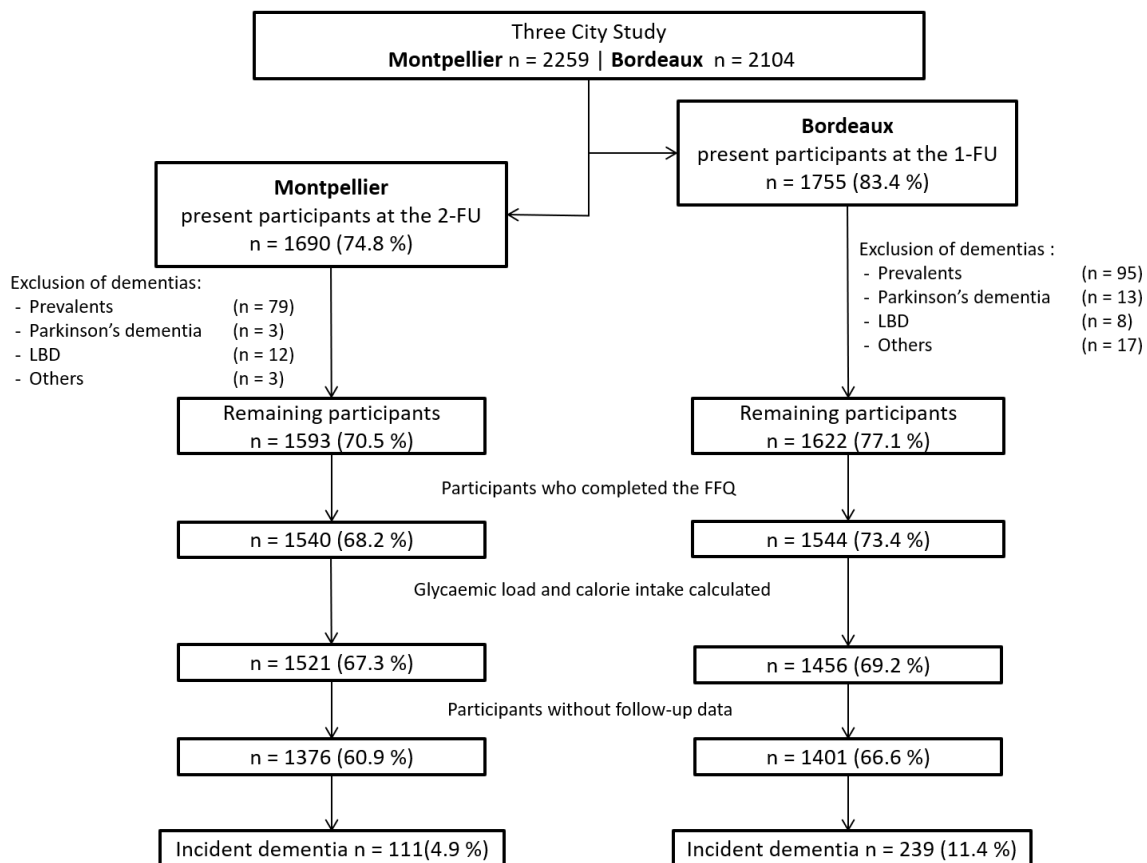 Three City Study
Montpellier n = 2259 | Bordeaux n = 2104
Bordeaux
present participants at the 1-FU
n = 1755 (83.4 %)
Montpellier
present participants at the 2-FU
n = 1690 (74.8 %)
Exclusion of dementias:
- Prevalents (n = 79)
- Parkinson's dementia (n = 3)
- LBD (n = 12)
- Others (n = 3)
Exclusion of dementias :
- Prevalents (n = 95)
- Parkinson's dementia (n = 13)
- LBD (n = 8)
- Others (n = 17)
Remaining participants
n = 1593 (70.5 %)
Remaining participants
n = 1622 (77.1 %)
Participants who completed the FFQ
n = 1540 (68.2 %)
n = 1544 (73.4 %)
Glycaemic load and calorie intake calculated
n = 1521 (67.3 %)
n = 1456 (69.2 %)
Participants without follow-up data
n = 1376 (60.9 %)
n = 1401 (66.6 %)
Incident dementia n = 111(4.9 %)
Incident dementia n = 239 (11.4 %)